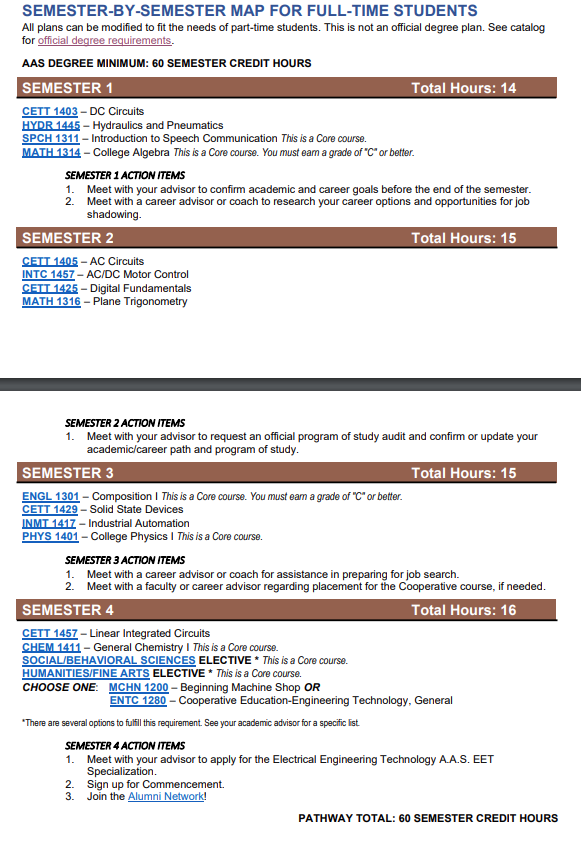 SEMESTER-BY-SEMESTER MAP FOR FULL-TIME STUDENTS
All plans can be modified to fit the needs of part-time students. This is not an official degree plan. See catalog
for official degree requirements.
AAS DEGREE MINIMUM: 60 SEMESTER CREDIT HOURS
SEMESTER 1 Total Hours: 14
CETT 1403 – DC Circuits
HYDR 1445 – Hydraulics and Pneumatics
SPCH 1311 – Introduction to Speech Communication This is a Core course.
MATH 1314 – College Algebra This is a Core course. You must earn a grade of "C" or better.
SEMESTER 1 ACTION ITEMS
1. Meet with your advisor to confirm academic and career goals before the end of the semester.
2. Meet with a career advisor or coach to research your career options and opportunities for job
shadowing.
SEMESTER 2 Total Hours: 15
CETT 1405 – AC Circuits
INTC 1457 – AC/DC Motor Control
CETT 1425 – Digital Fundamentals
MATH 1316 – Plane Trigonometry
SEMESTER 2 ACTION ITEMS
1. Meet with your advisor to request an official program of study audit and confirm or update your
academic/career path and program of study.
SEMESTER 3 Total Hours: 15
ENGL 1301 – Composition I This is a Core course. You must earn a grade of "C" or better.
CETT 1429 – Solid State Devices
INMT 1417 – Industrial Automation
PHYS 1401 – College Physics I This is a Core course.
SEMESTER 3 ACTION ITEMS
1. Meet with a career advisor or coach for assistance in preparing for job search.
2. Meet with a faculty or career advisor regarding placement for the Cooperative course, if needed.
SEMESTER 4 Total Hours: 16
CETT 1457 – Linear Integrated Circuits
CHEM 1411 – General Chemistry I This is a Core course.
SOCIAL/BEHAVIORAL SCIENCES ELECTIVE * This is a Core course.
HUMANITIES/FINE ARTS ELECTIVE * This is a Core course.
CHOOSE ONE: MCHN 1200 – Beginning Machine Shop OR
ENTC 1280 – Cooperative Education-Engineering Technology, General
*There are several options to fulfill this requirement. See your academic advisor for a specific list.
SEMESTER 4 ACTION ITEMS
1. Meet with your advisor to apply for the Electrical Engineering Technology A.A.S. EET
Specialization.
2. Sign up for Commencement.
3. Join the Alumni Network!
PATHWAY TOTAL: 60 SEMESTER CREDIT HOURS